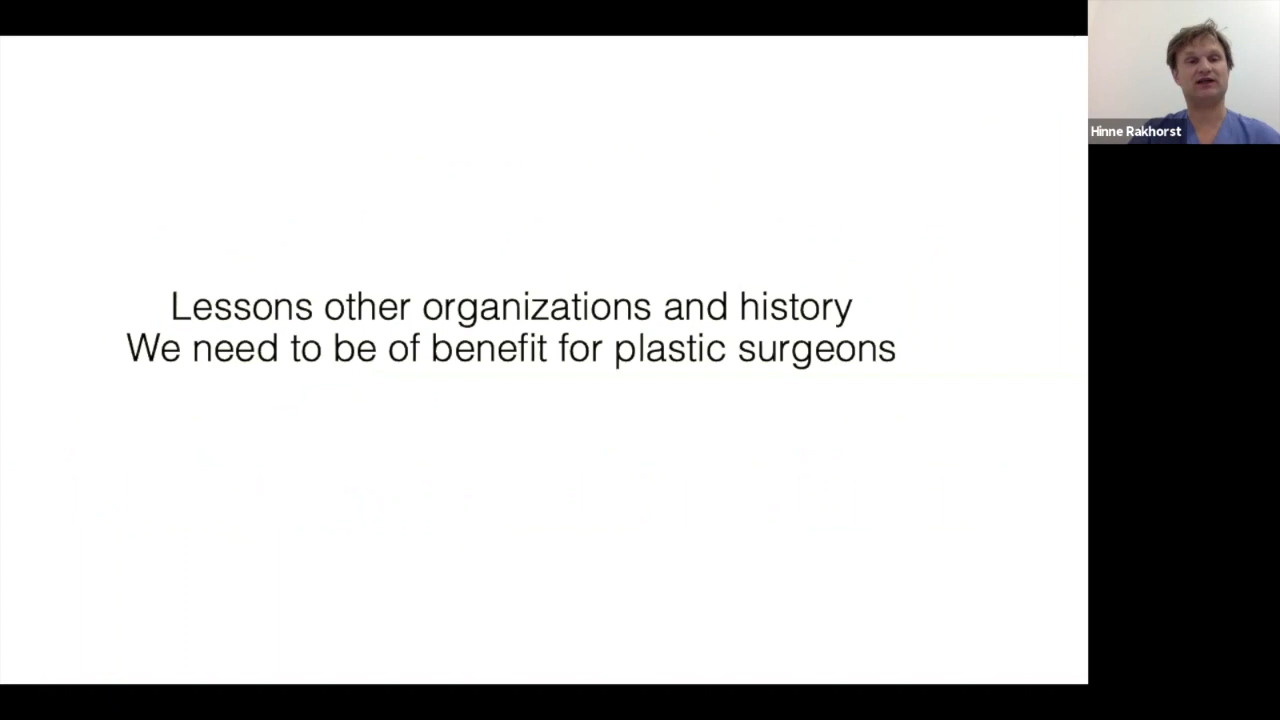 Lessons other organizations and history
We need to be of benefit for plastic surgeons
Hinne Rakhorst